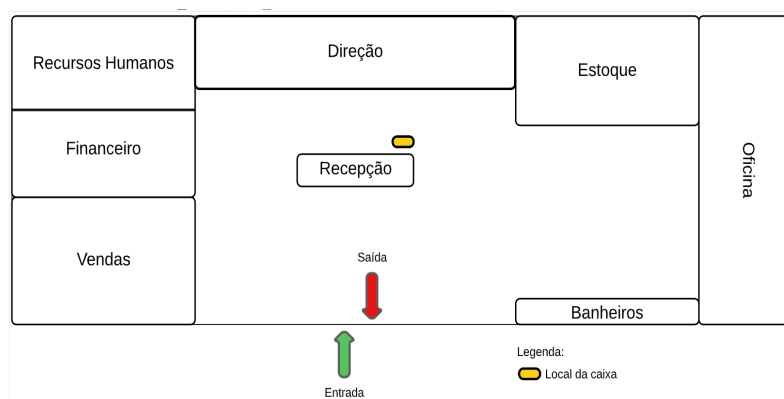 Recursos Humanos
Direção
Estoque
Financeiro
Oficina
Recepção
Vendas
Saída
Banheiros
Entrada
Legenda:
Local da caixa